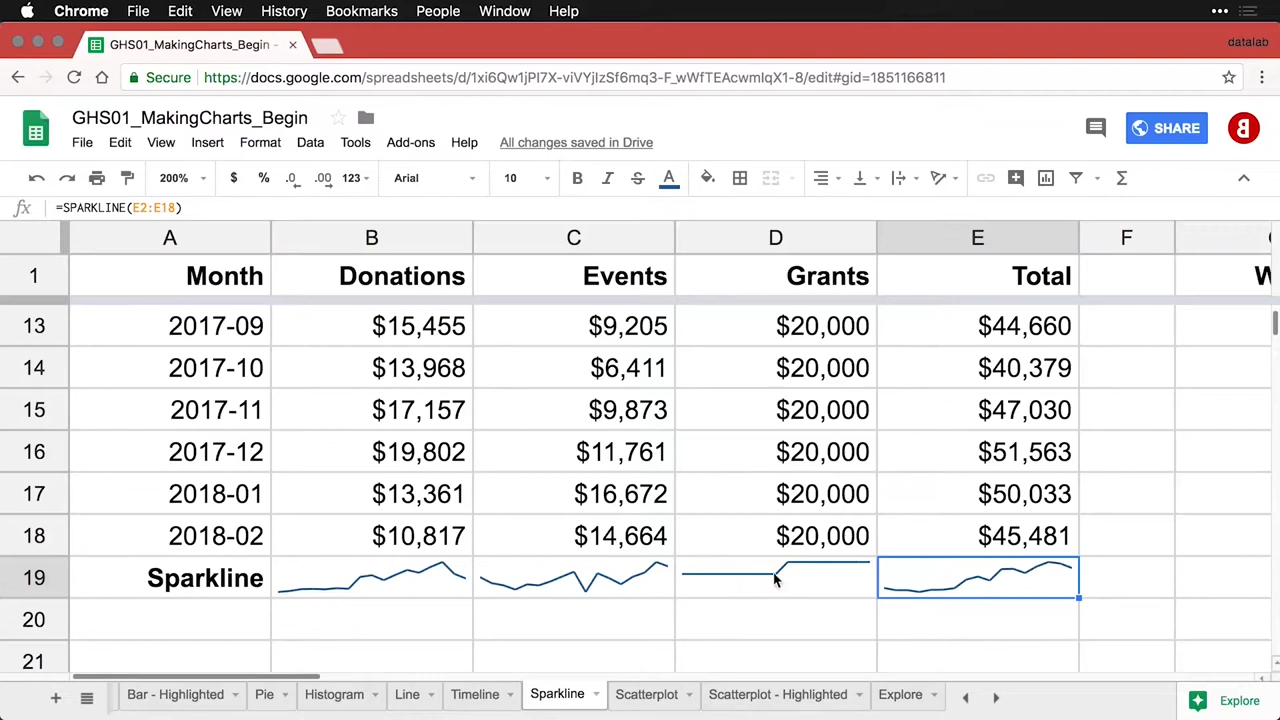 Chrome File Edit View History Bookmarks People Window Help
GHS01_MakingCharts_Begin -
datalab
Secure https://docs.google.com/spreadsheets/d/1xi6Qw1jPI7X-viVYjIzSf6mq3-F_wWfTEAcwmIqX1-8/edit#gid=1851166811
GHS01_MakingCharts_Begin
File Edit View Insert Format Data Tools Add-ons Help All changes saved in Drive
SHARE
200% $ % .0 .00 123 Arial 10 B I S A Σ
fx =SPARKLINE(E2:E18)
A B C D E F
1 Month Donations Events Grants Total W
13 2017-09 $15,455 $9,205 $20,000 $44,660
14 2017-10 $13,968 $6,411 $20,000 $40,379
15 2017-11 $17,157 $9,873 $20,000 $47,030
16 2017-12 $19,802 $11,761 $20,000 $51,563
17 2018-01 $13,361 $16,672 $20,000 $50,033
18 2018-02 $10,817 $14,664 $20,000 $45,481
19 Sparkline
20
21
Bar - Highlighted Pie Histogram Line Timeline Sparkline Scatterplot Scatterplot - Highlighted Explore Explore